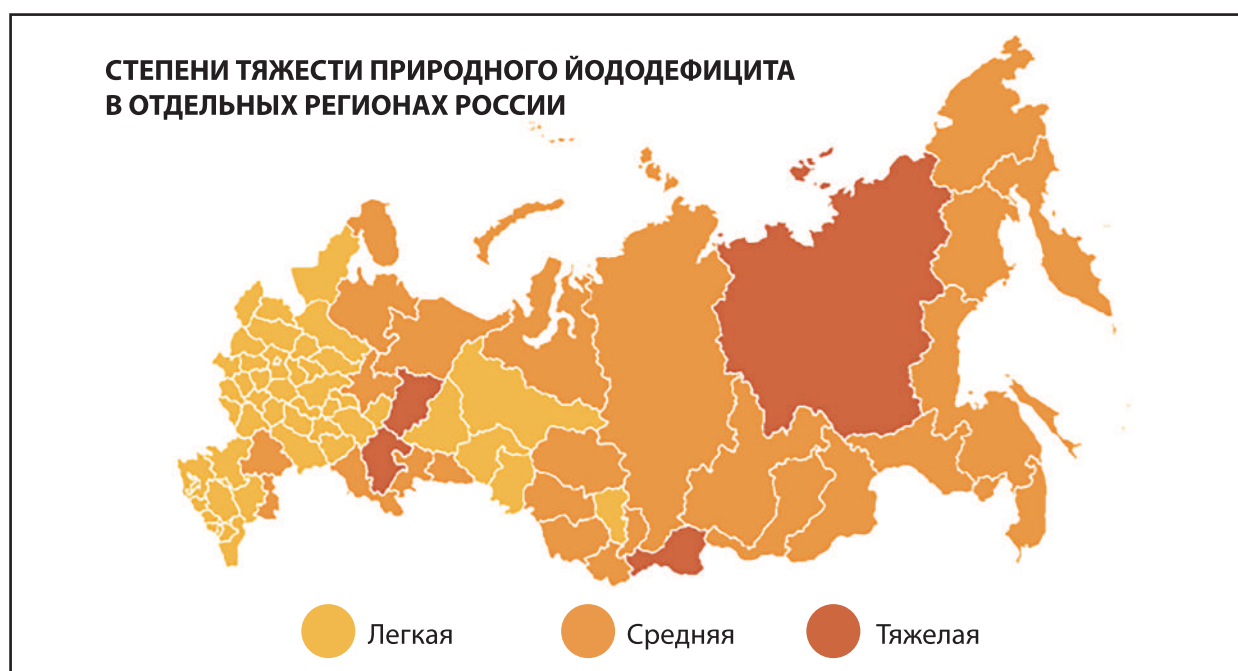 СТЕПЕНИ ТЯЖЕСТИ ПРИРОДНОГО ЙОДОДЕФИЦИТА
В ОТДЕЛЬНЫХ РЕГИОНАХ РОССИИ
Легкая
Средняя
Тяжелая